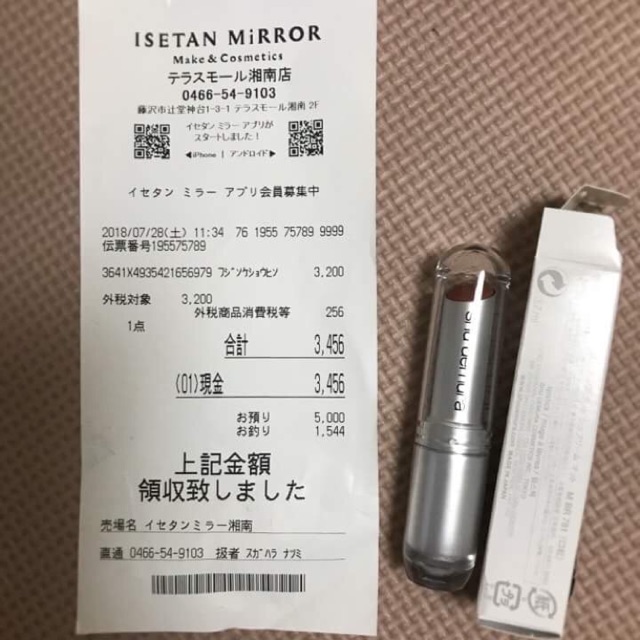 ISETAN MiRROR
Make & Cosmetics
テラスモール湘南店
0466-54-9103
藤沢市辻堂神台1-3-1 テラスモール湘南 2F
イセタン ミラー アプリが
スタートしました!
◀iPhone | アンドロイド▶
イセタン ミラー アプリ会員募集中
2018/07/28(土) 11:34 76 1955 75789 9999
伝票番号195575789
3641X4935421656979 フジンウショウヒン 3,200
外税対象 3,200
外税商品消費税等 256
1点
合計 3,456
(01)現金 3,456
お預り 5,000
お釣り 1,544
上記金額
領収致しました
売場名 イセタンミラー湘南
直通 0466-54-9103 扱者 スガハラ ナツミ
shu uemura